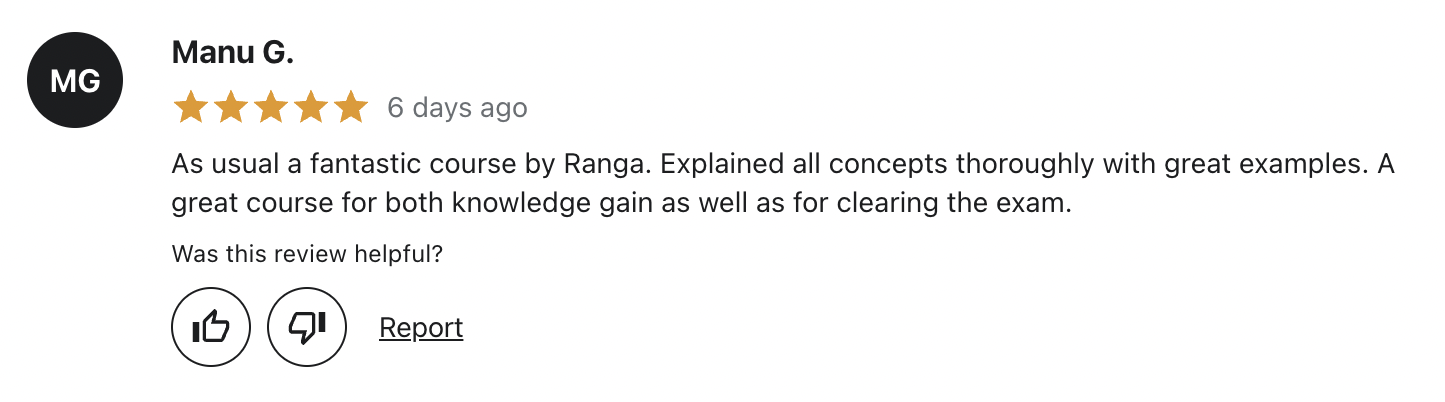 MG
Manu G.
6 days ago
As usual a fantastic course by Ranga. Explained all concepts thoroughly with great examples. A
great course for both knowledge gain as well as for clearing the exam.
Was this review helpful?
Report